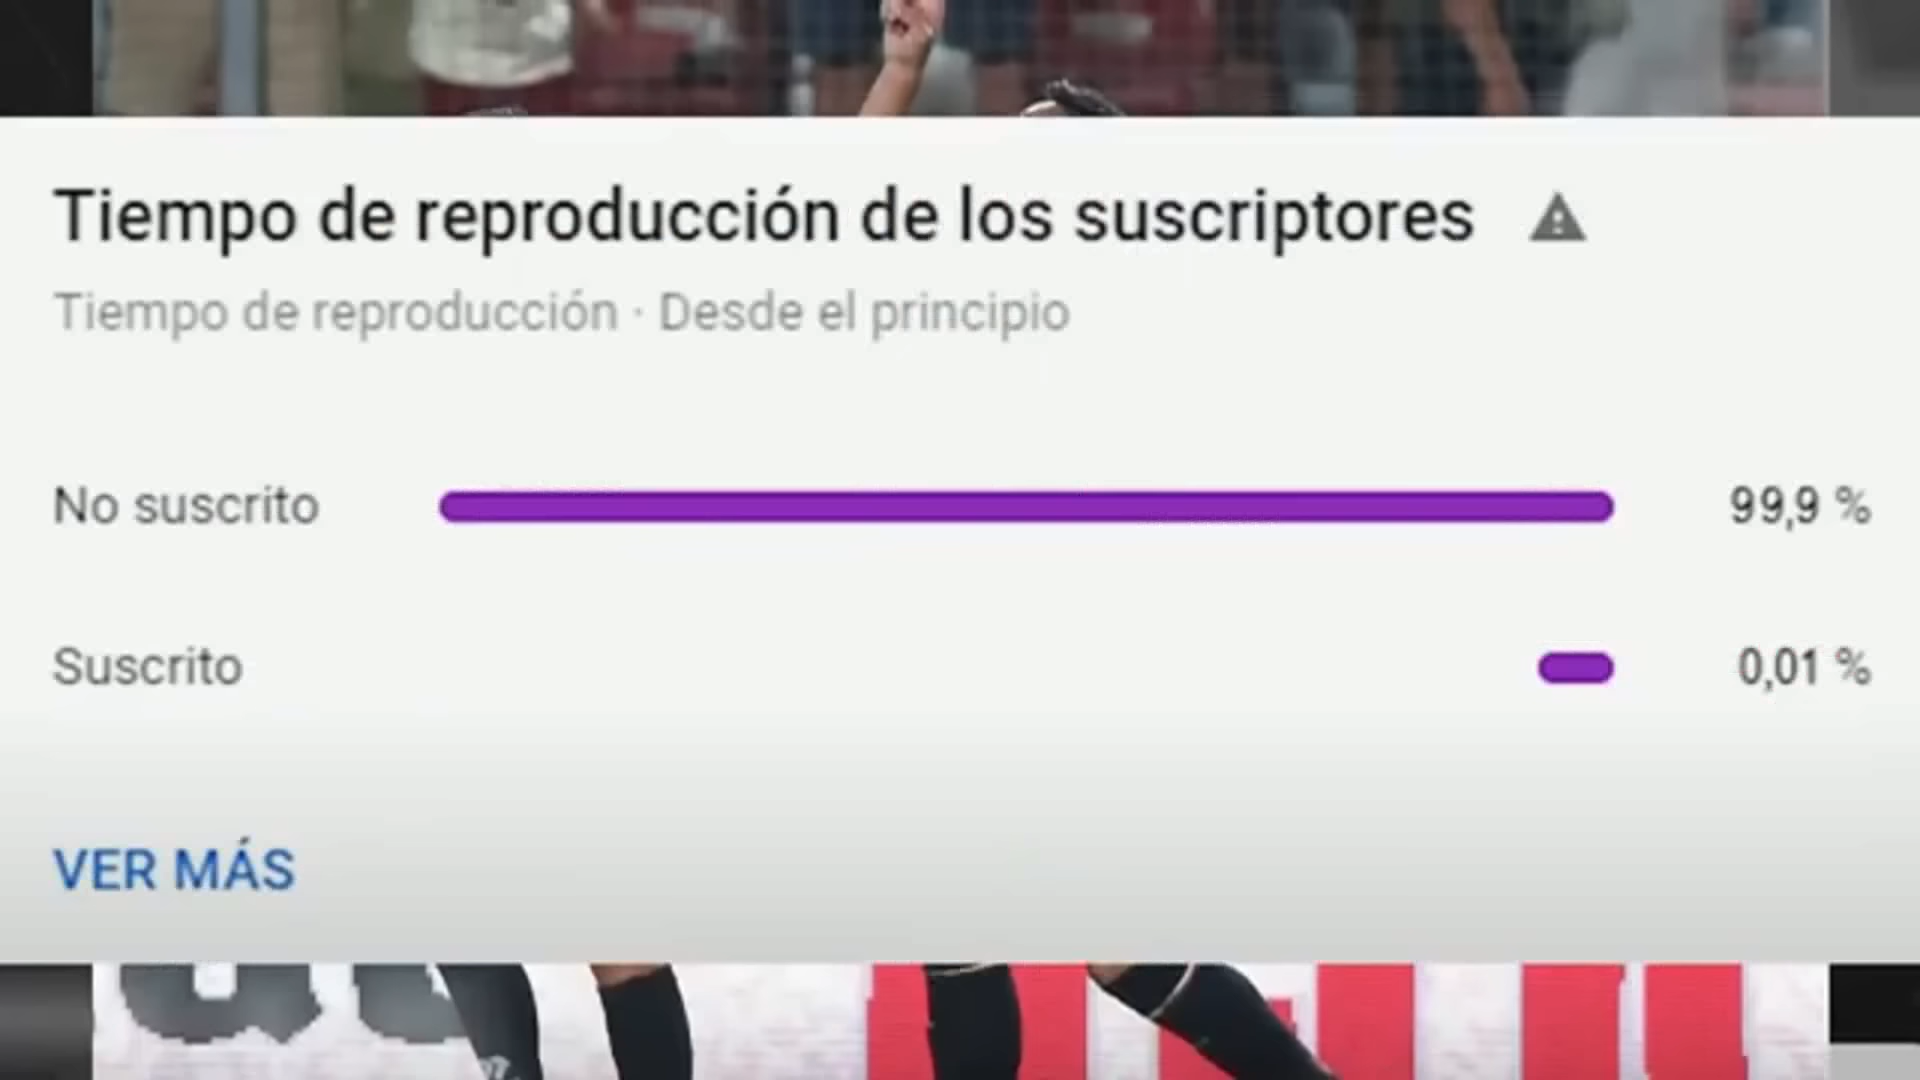 Tiempo de reproducción de los suscriptores
Tiempo de reproducción · Desde el principio
No suscrito 99,9 %
Suscrito 0,01 %
VER MÁS